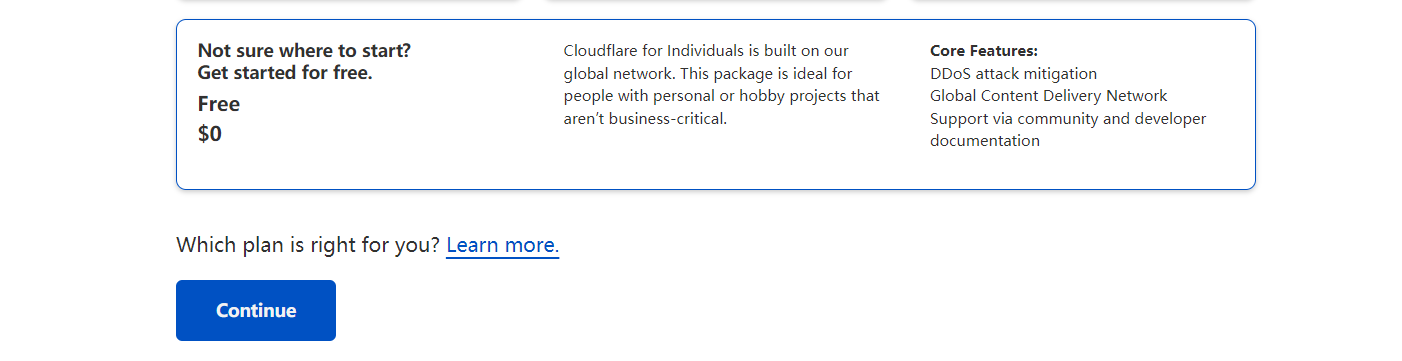 Not sure where to start?
Get started for free.
Free
$0
Cloudflare for Individuals is built on our
global network. This package is ideal for
people with personal or hobby projects that
aren’t business-critical.
Core Features:
DDoS attack mitigation
Global Content Delivery Network
Support via community and developer
documentation
Which plan is right for you? Learn more.
Continue